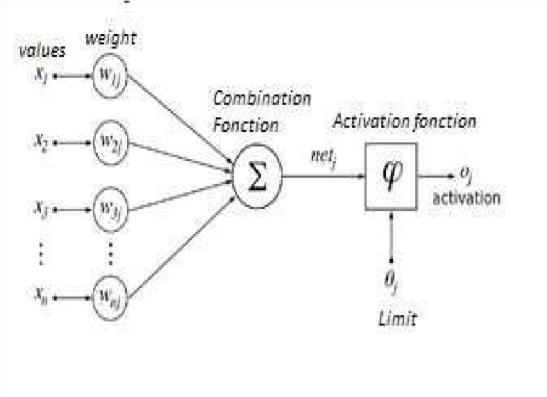 values weight
x1 w1j
Combination
Fonction
Activation fonction
x2 w2j
netj
Σ φ oj
activation
x3 w3j
⋮ ⋮
xn wnj
θj
Limit